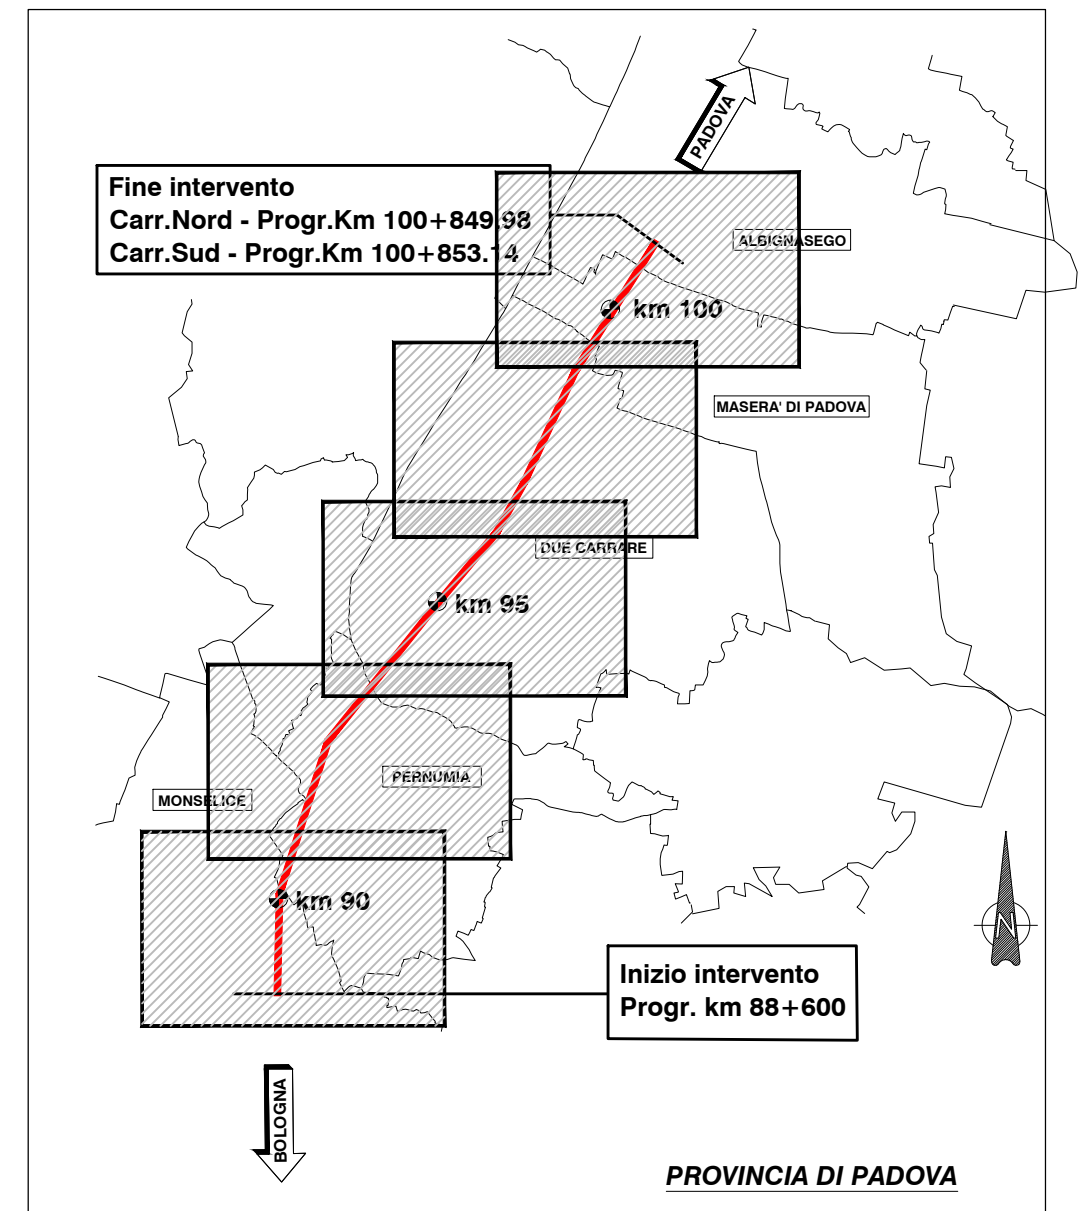 PADOVA
Fine intervento
Carr.Nord - Progr.Km 100+849.98
Carr.Sud - Progr.Km 100+853.14
ALBIGNASEGO
km 100
MASERA' DI PADOVA
DUE CARRARE
km 95
PERNUMIA
MONSELICE
km 90
N
Inizio intervento
Progr. km 88+600
BOLOGNA
PROVINCIA DI PADOVA